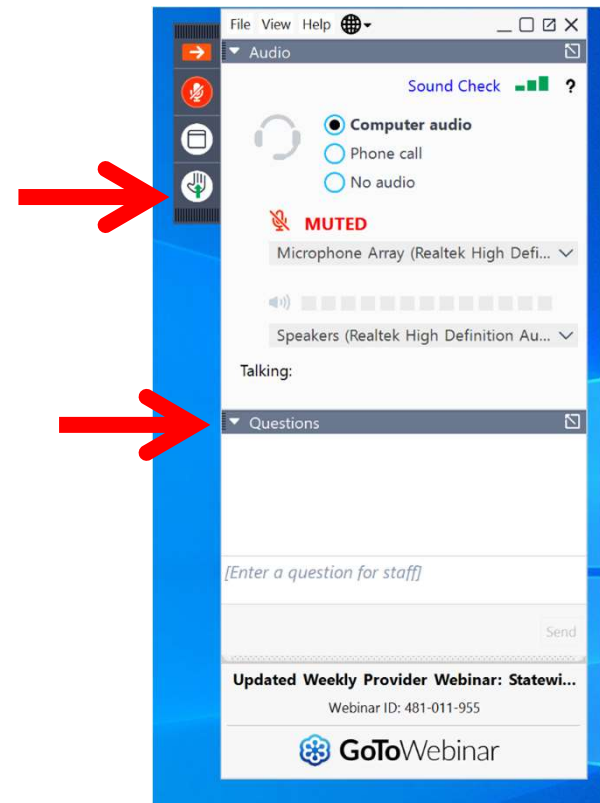 File View Help
Audio
Sound Check ?
Computer audio
Phone call
No audio
MUTED
Microphone Array (Realtek High Defi...
Speakers (Realtek High Definition Au...
Talking:
Questions
[Enter a question for staff]
Send
Updated Weekly Provider Webinar: Statewi...
Webinar ID: 481-011-955
GoToWebinar